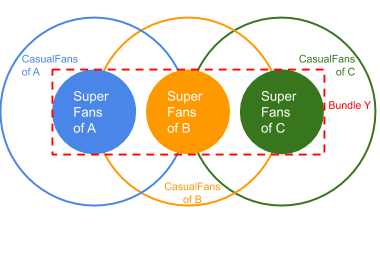 CasualFans
of A
CasualFans
of C
Super
Fans
of A
Super
Fans
of B
Super
Fans
of C
Bundle Y
CasualFans
of B